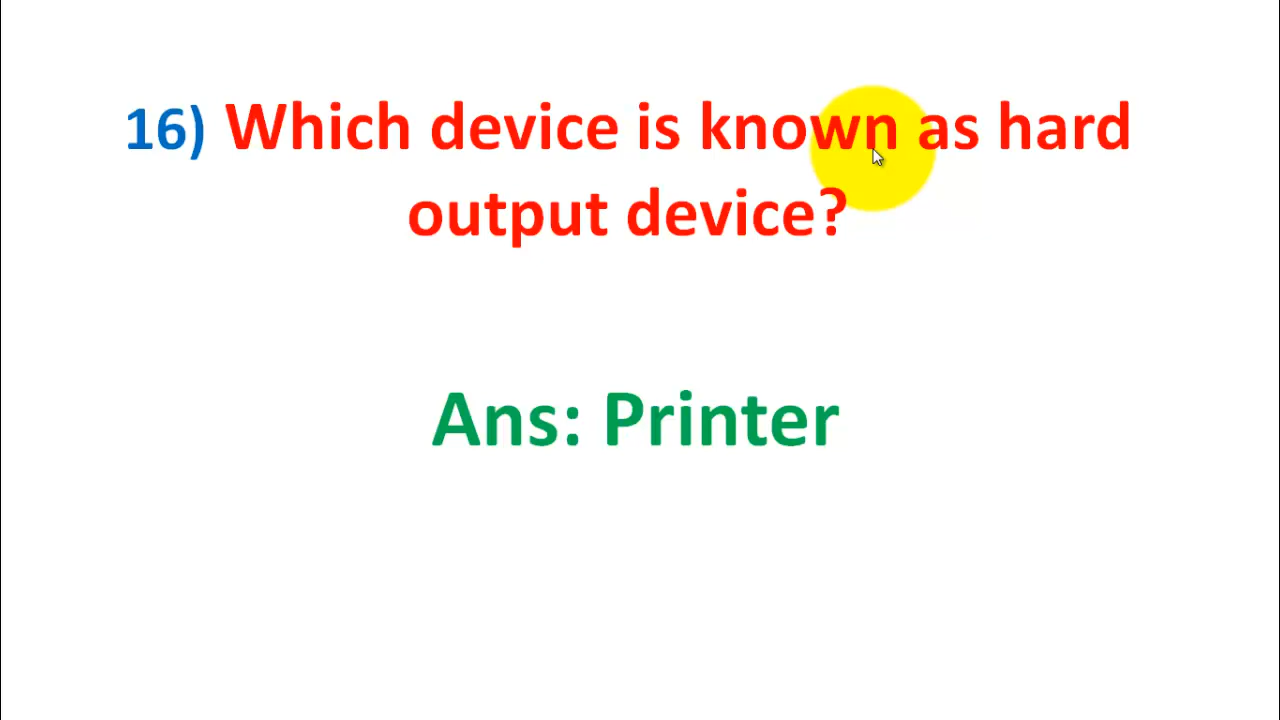 16) Which device is known as hard
output device?
Ans: Printer